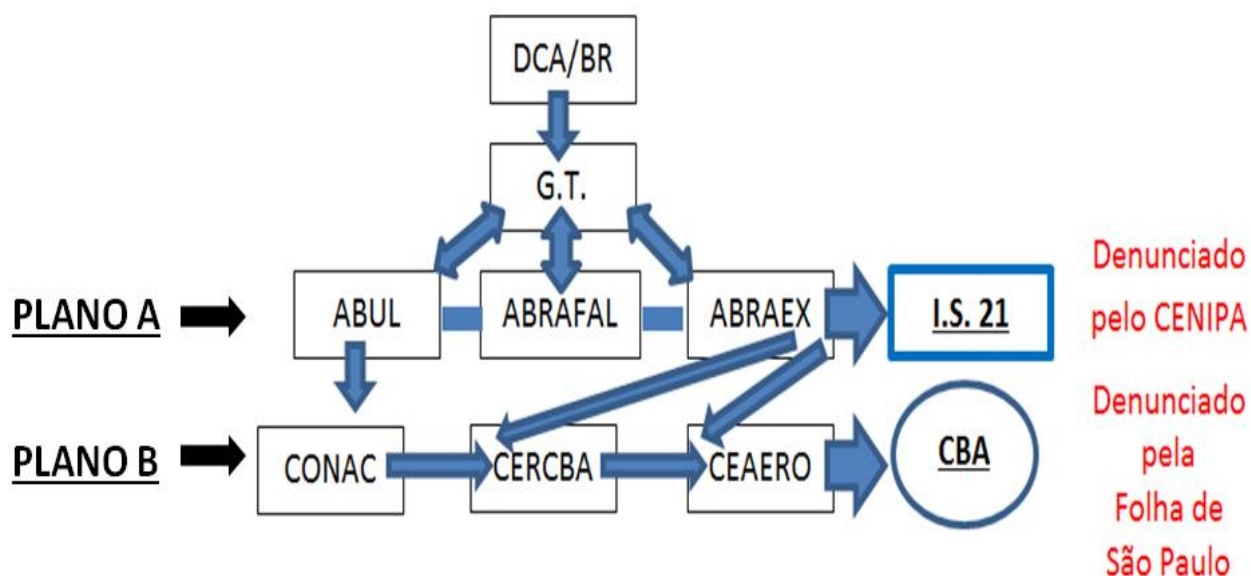 DCA/BR
G.T.
PLANO A
ABUL
ABRAFAL
ABRAEX
I.S. 21
Denunciado
pelo CENIPA
PLANO B
CONAC
CERCBA
CEAERO
CBA
Denunciado
pela
Folha de
São Paulo